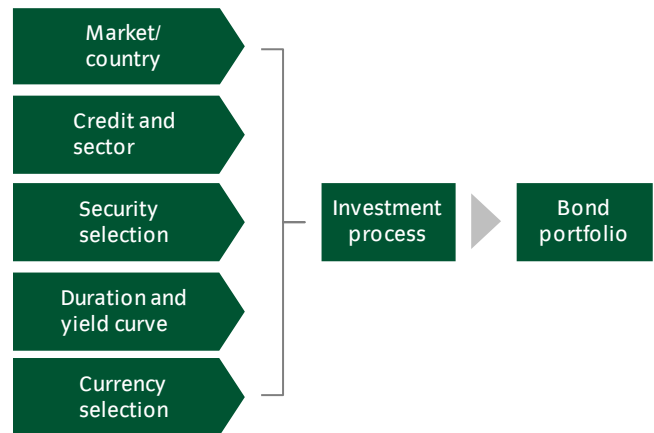 Market/
country
Credit and
sector
Security
selection
Duration and
yield curve
Currency
selection
Investment
process
Bond
portfolio